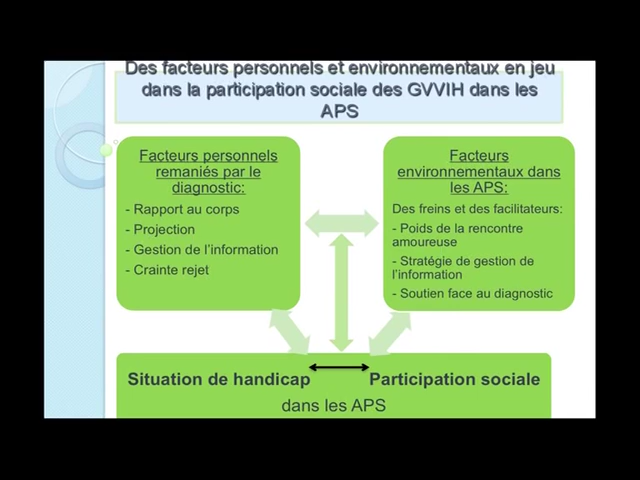 Des facteurs personnels et environnementaux en jeu
dans la participation sociale des GVVIH dans les
APS
Facteurs personnels
remaniés par le
diagnostic:
- Rapport au corps
- Projection
- Gestion de l'information
- Crainte rejet
Facteurs
environnementaux dans
les APS:
Des freins et des facilitateurs:
- Poids de la rencontre
amoureuse
- Stratégie de gestion de
l'information
- Soutien face au diagnostic
Situation de handicap Participation sociale
dans les APS